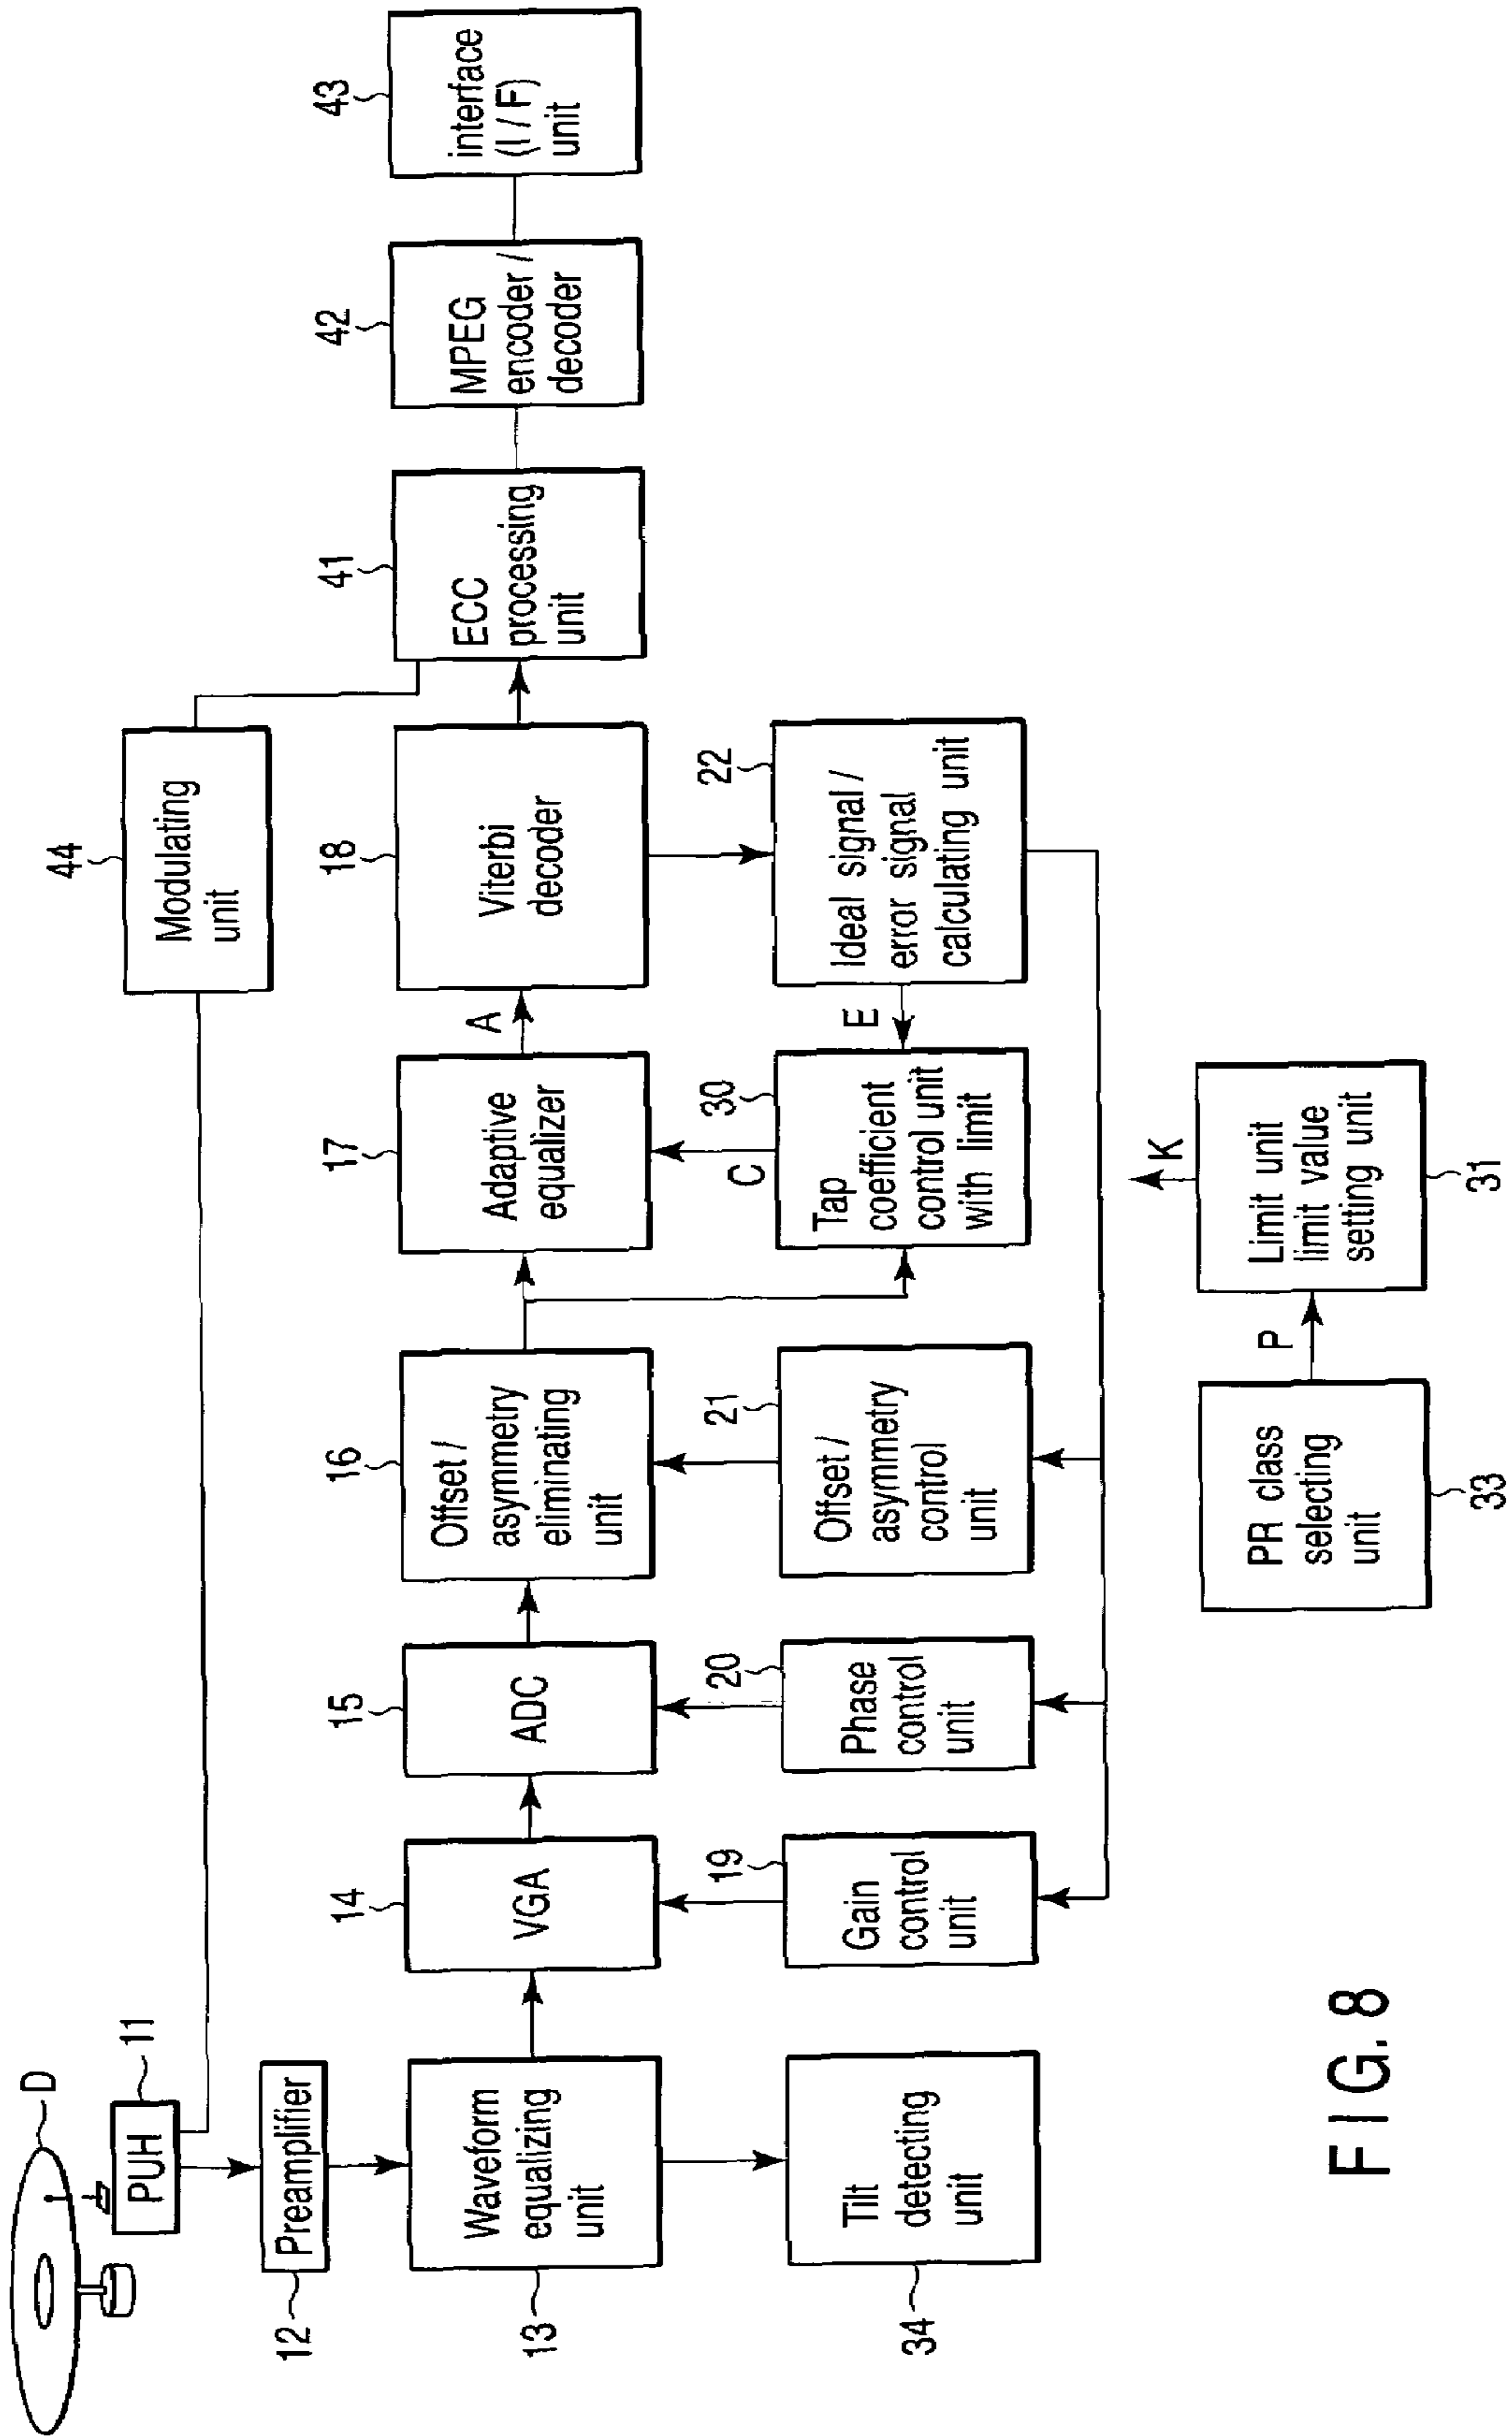 D
11
PUH
12
Preamplifier
44
Modulating
unit
13
Waveform
equalizing
unit
14
VGA
15
ADC
16
Offset /
asymmetry
eliminating
unit
17
Adaptive
equalizer
A
18
Viterbi
decoder
41
ECC
processing
unit
42
MPEG
encoder /
decoder
43
interface
(I / F)
unit
34
Tilt
detecting
unit
19
Gain
control
unit
20
Phase
control
unit
21
Offset /
asymmetry
control
unit
C
30
Tap
coefficient
control unit
with limit
E
22
Ideal signal /
error signal
calculating unit
33
PR class
selecting
unit
P
31
Limit unit
limit value
setting unit
K
FIG. 8